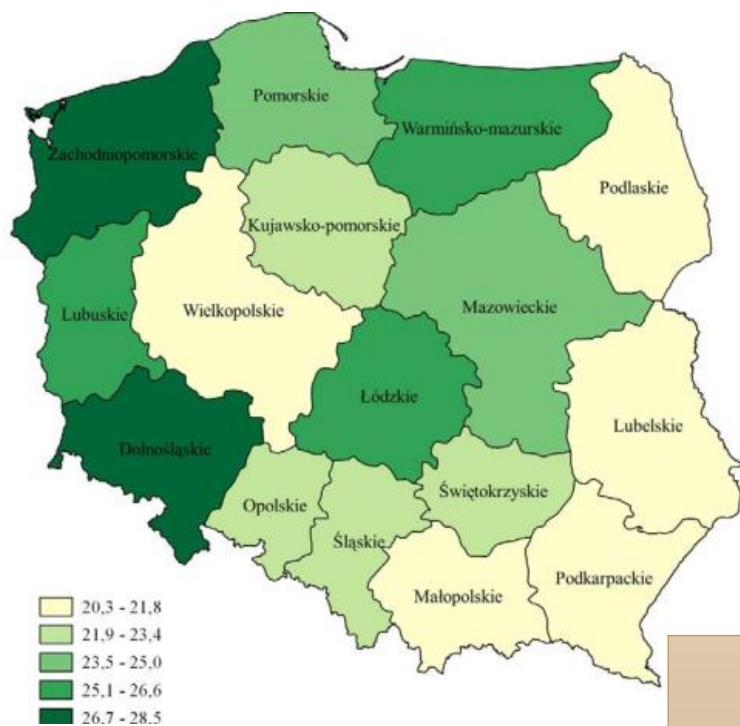 Pomorskie
Warmińsko-mazurskie
Zachodniopomorskie
Podlaskie
Kujawsko-pomorskie
Lubuskie
Wielkopolskie
Mazowieckie
Łódzkie
Lubelskie
Dolnośląskie
Opolskie
Śląskie
Świętokrzyskie
Małopolskie
Podkarpackie
20,3 - 21,8
21,9 - 23,4
23,5 - 25,0
25,1 - 26,6
26,7 - 28,5